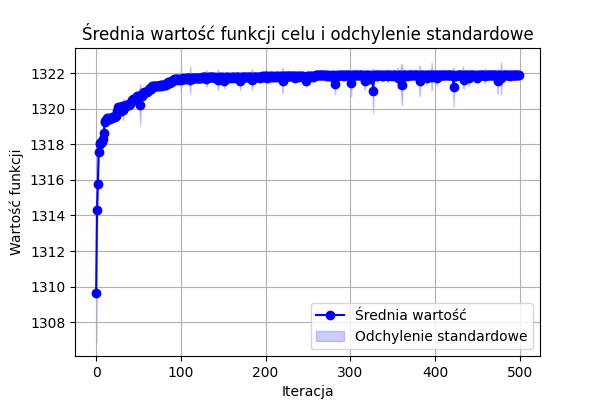 Średnia wartość funkcji celu i odchylenie standardowe
Wartość funkcji
1322
1320
1318
1316
1314
1312
1310
1308
0 100 200 300 400 500
Iteracja
Średnia wartość
Odchylenie standardowe